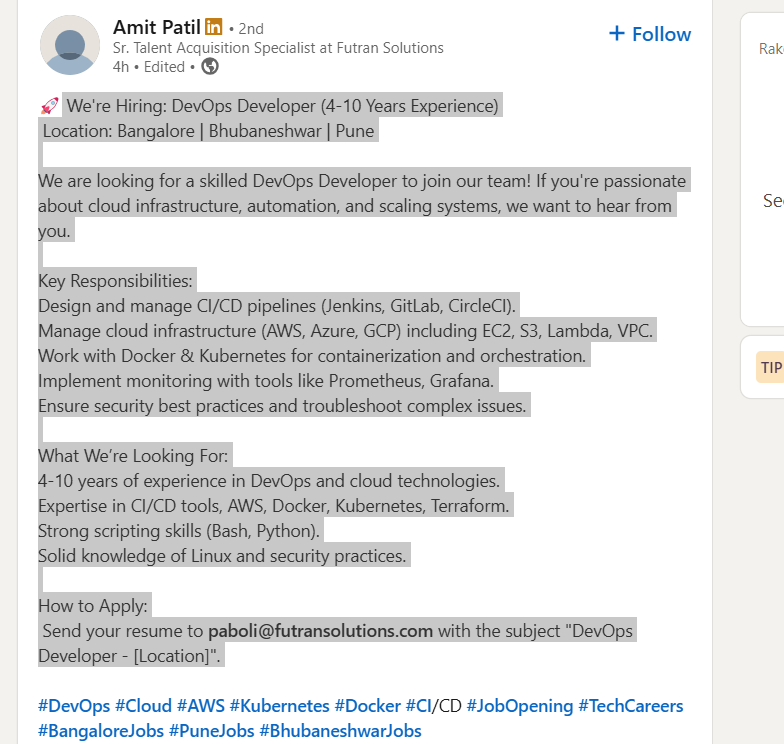 Amit Patil in • 2nd
+ Follow
Sr. Talent Acquisition Specialist at Futran Solutions
4h • Edited •
🚀 We're Hiring: DevOps Developer (4-10 Years Experience)
Location: Bangalore | Bhubaneshwar | Pune
We are looking for a skilled DevOps Developer to join our team! If you're passionate
about cloud infrastructure, automation, and scaling systems, we want to hear from
you.
Key Responsibilities:
Design and manage CI/CD pipelines (Jenkins, GitLab, CircleCI).
Manage cloud infrastructure (AWS, Azure, GCP) including EC2, S3, Lambda, VPC.
Work with Docker & Kubernetes for containerization and orchestration.
Implement monitoring with tools like Prometheus, Grafana.
Ensure security best practices and troubleshoot complex issues.
What We’re Looking For:
4-10 years of experience in DevOps and cloud technologies.
Expertise in CI/CD tools, AWS, Docker, Kubernetes, Terraform.
Strong scripting skills (Bash, Python).
Solid knowledge of Linux and security practices.
How to Apply:
Send your resume to paboli@futransolutions.com with the subject "DevOps
Developer - [Location]".
#DevOps #Cloud #AWS #Kubernetes #Docker #CI/CD #JobOpening #TechCareers
#BangaloreJobs #PuneJobs #BhubaneshwarJobs
TIP